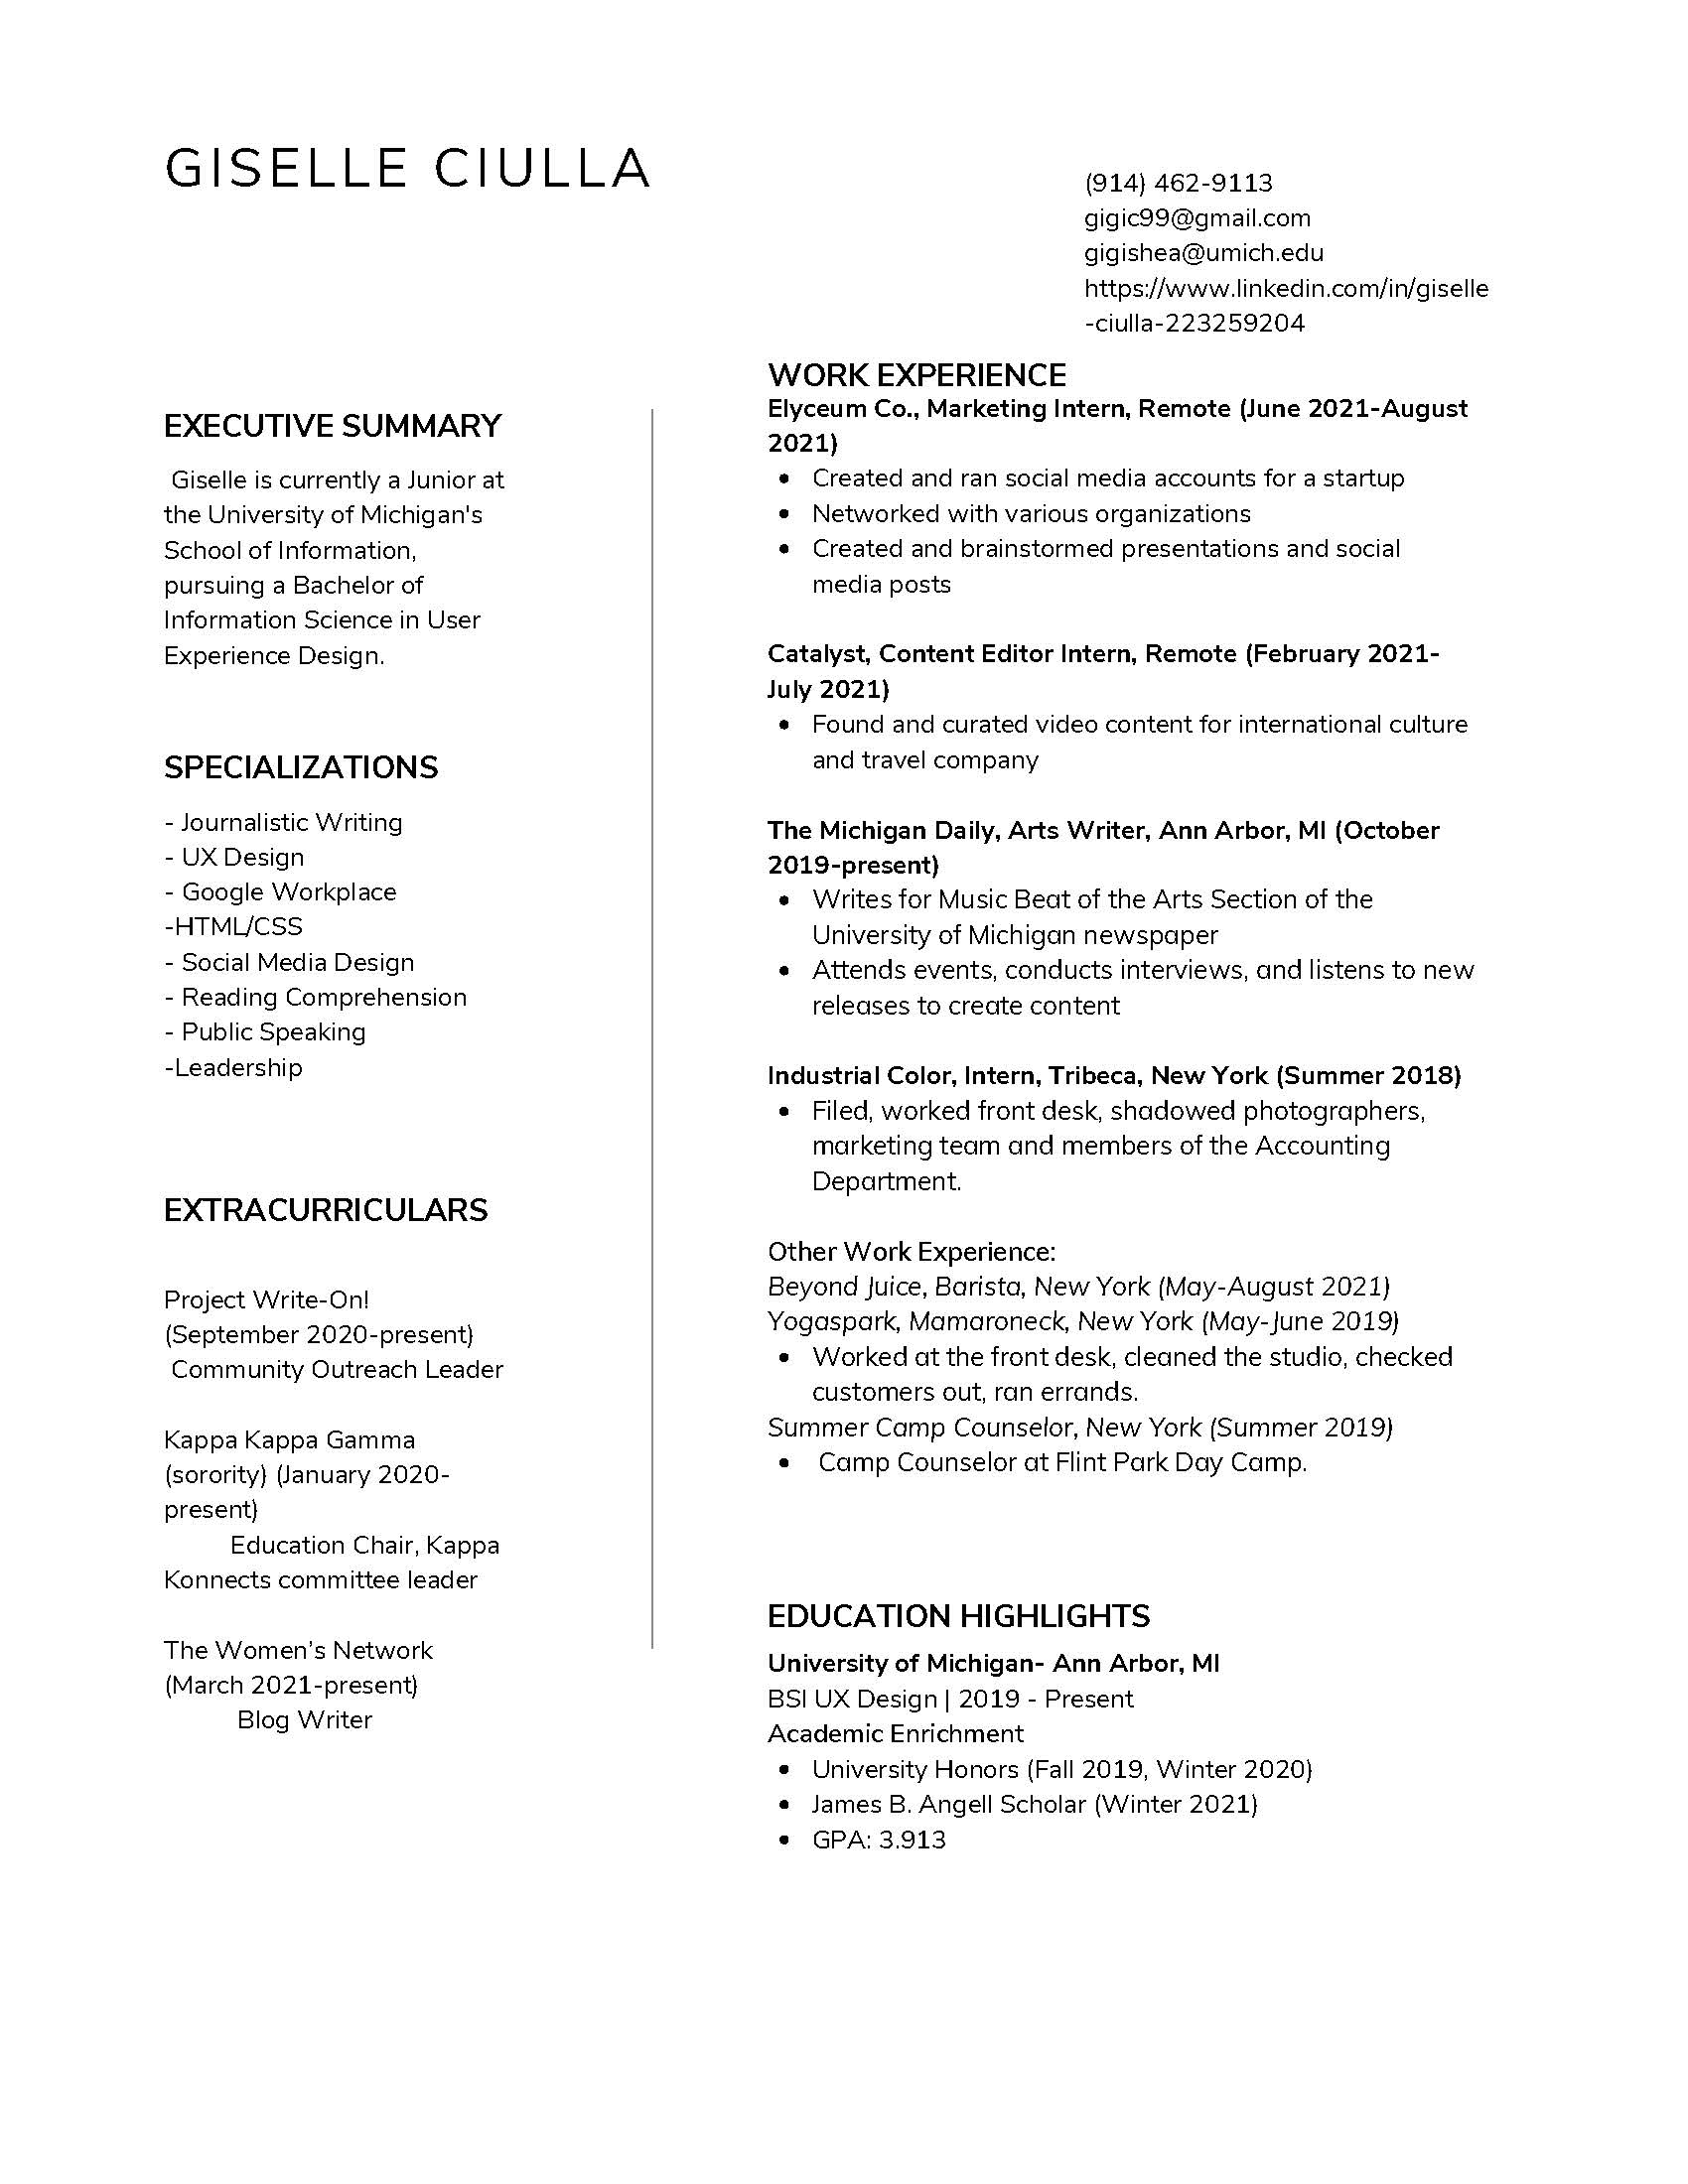 GISELLE CIULLA
(914) 462-9113
gigic99@gmail.com
gigishea@umich.edu
https://www.linkedin.com/in/giselle
-ciulla-223259204
EXECUTIVE SUMMARY
Giselle is currently a Junior at
the University of Michigan's
School of Information,
pursuing a Bachelor of
Information Science in User
Experience Design.
SPECIALIZATIONS
- Journalistic Writing
- UX Design
- Google Workplace
-HTML/CSS
- Social Media Design
- Reading Comprehension
- Public Speaking
-Leadership
EXTRACURRICULARS
Project Write-On!
(September 2020-present)
Community Outreach Leader
Kappa Kappa Gamma
(sorority) (January 2020-
present)
Education Chair, Kappa
Konnects committee leader
The Women’s Network
(March 2021-present)
Blog Writer
WORK EXPERIENCE
Elyceum Co., Marketing Intern, Remote (June 2021-August
2021)
• Created and ran social media accounts for a startup
• Networked with various organizations
• Created and brainstormed presentations and social
media posts
Catalyst, Content Editor Intern, Remote (February 2021-
July 2021)
• Found and curated video content for international culture
and travel company
The Michigan Daily, Arts Writer, Ann Arbor, MI (October
2019-present)
• Writes for Music Beat of the Arts Section of the
University of Michigan newspaper
• Attends events, conducts interviews, and listens to new
releases to create content
Industrial Color, Intern, Tribeca, New York (Summer 2018)
• Filed, worked front desk, shadowed photographers,
marketing team and members of the Accounting
Department.
Other Work Experience:
Beyond Juice, Barista, New York (May-August 2021)
Yogaspark, Mamaroneck, New York (May-June 2019)
• Worked at the front desk, cleaned the studio, checked
customers out, ran errands.
Summer Camp Counselor, New York (Summer 2019)
• Camp Counselor at Flint Park Day Camp.
EDUCATION HIGHLIGHTS
University of Michigan- Ann Arbor, MI
BSI UX Design | 2019 - Present
Academic Enrichment
• University Honors (Fall 2019, Winter 2020)
• James B. Angell Scholar (Winter 2021)
• GPA: 3.913